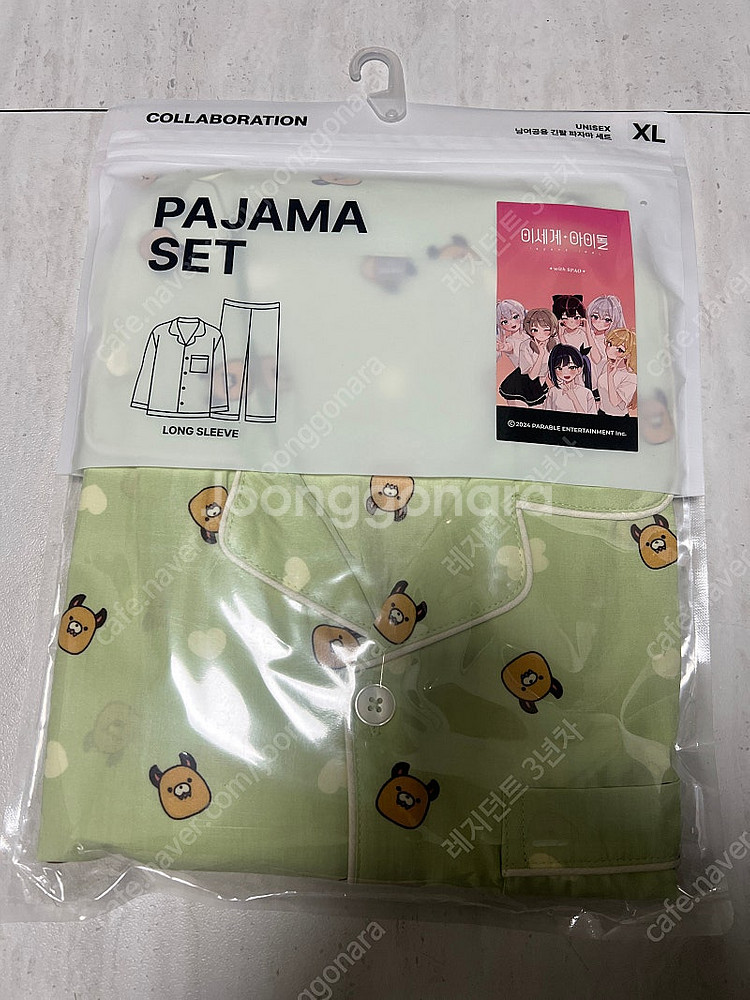 COLLABORATION
UNISEX
남여공용 긴팔 파자마 세트
XL
PAJAMA
SET
이세계아이돌
• with SPAO •
LONG SLEEVE
©2024 PARABLE ENTERTAINMENT Inc.
joonggonara
레지던트 3년차
cafe.naver.com/joonggonara